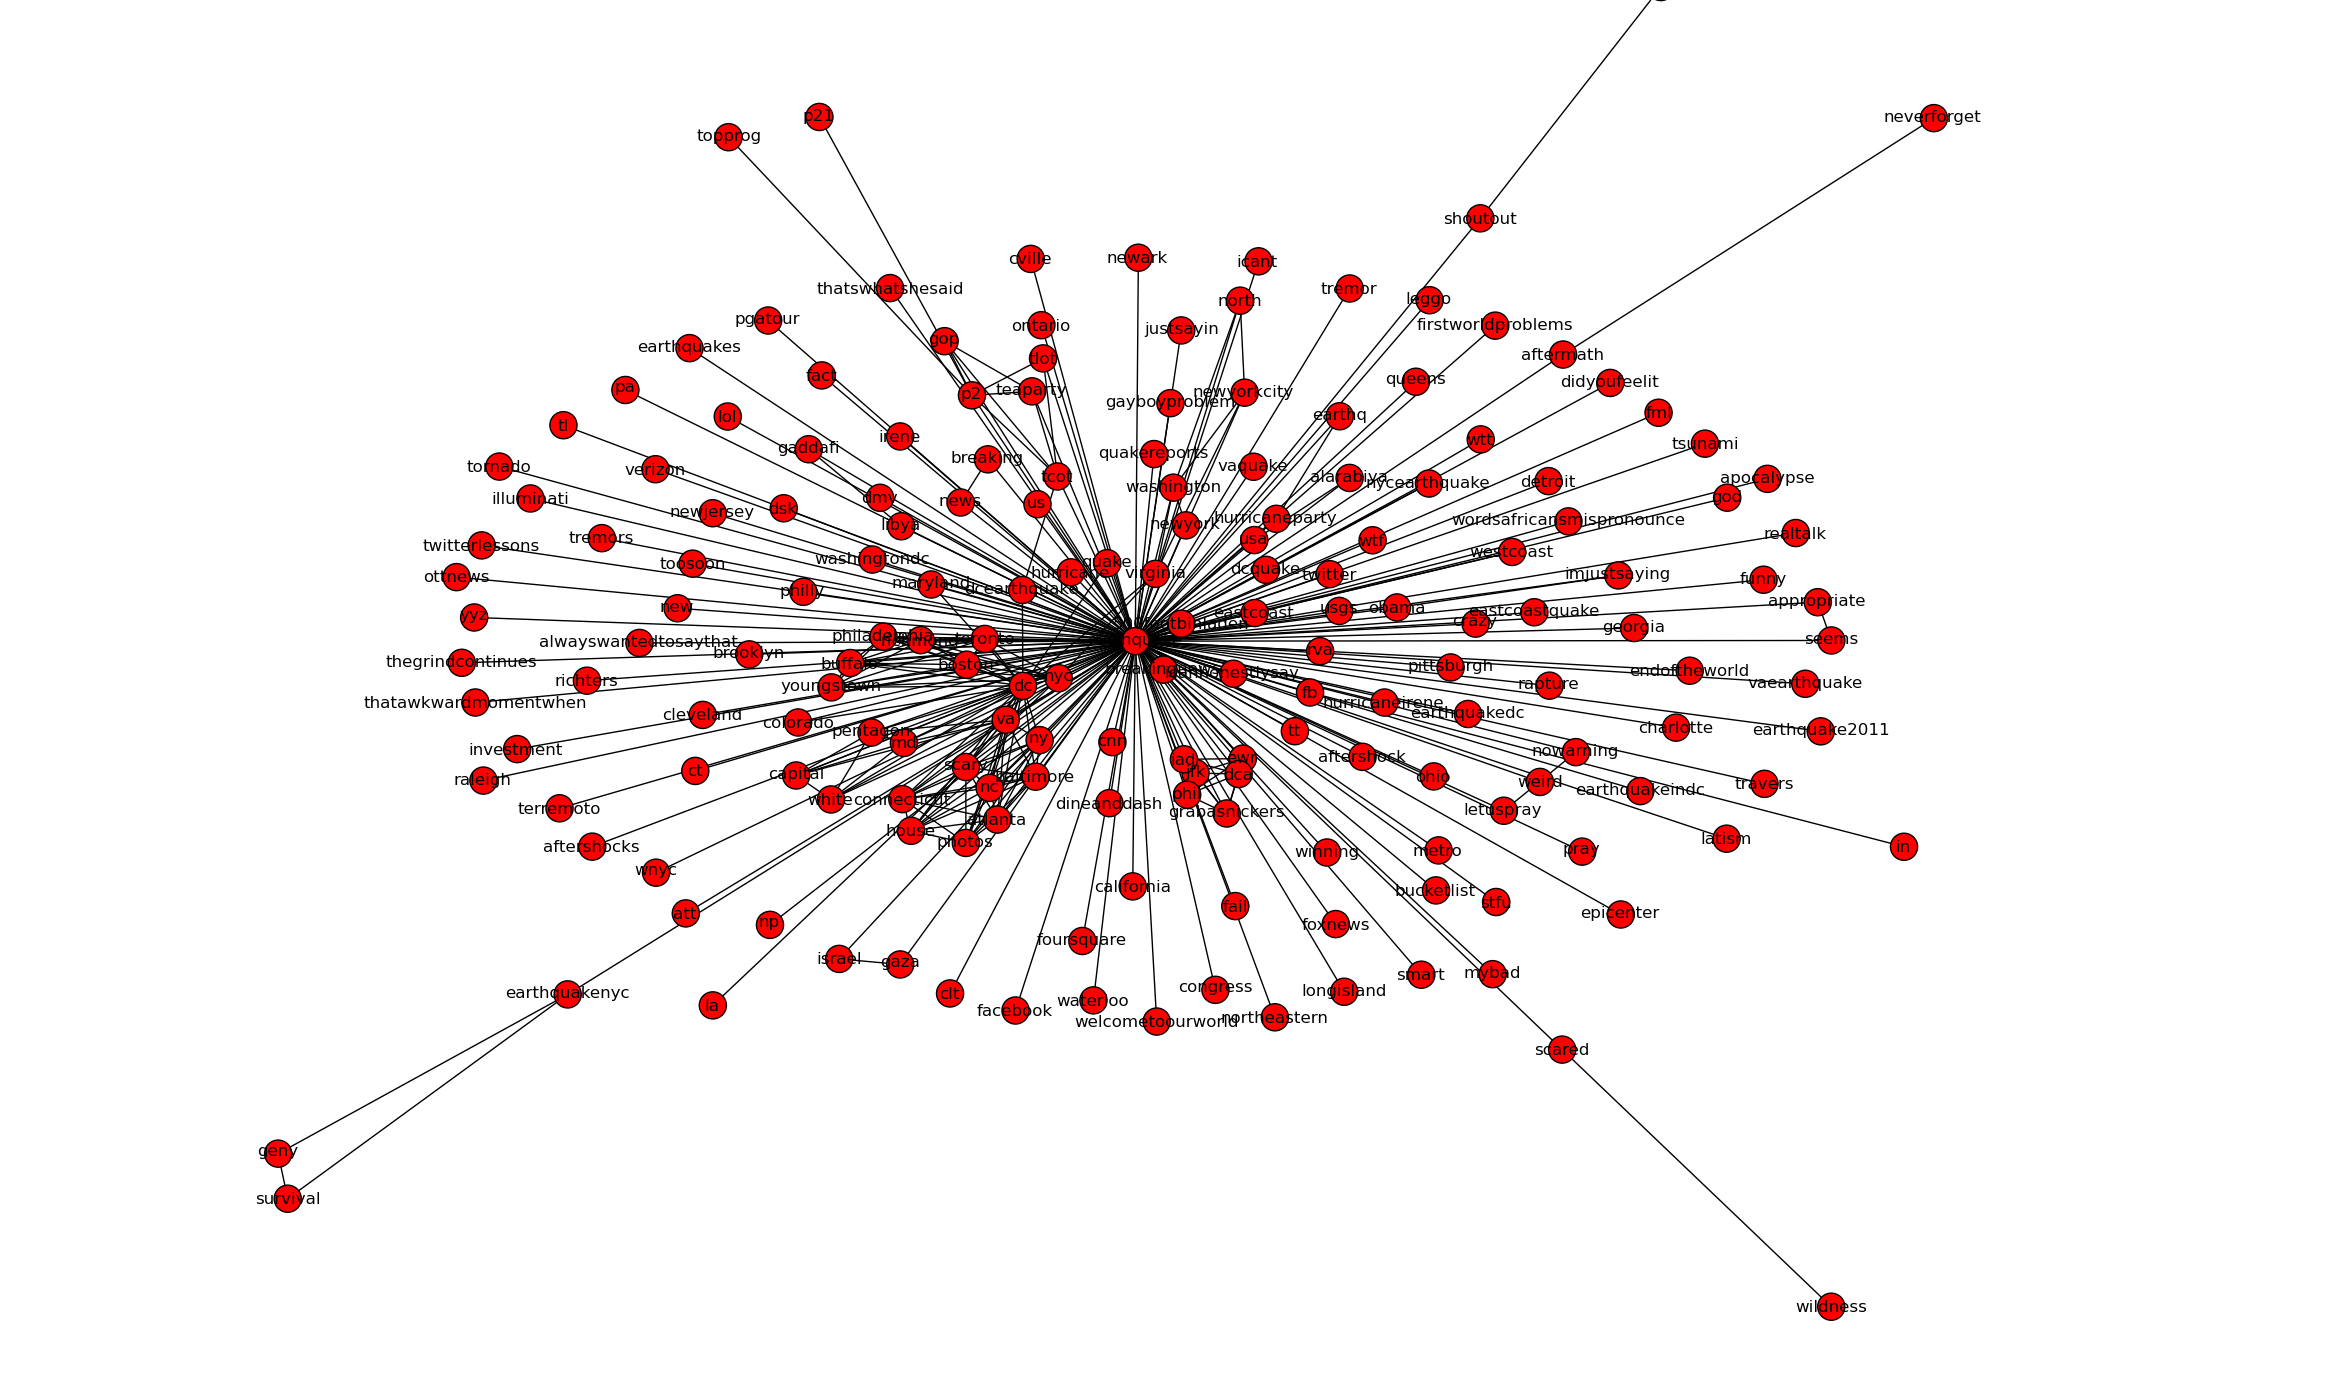 p21
topprog
neverforget
shoutout
cville
newark
icant
thatswhatshesaid
tremor
north
leggo
pgatour
ontario
justsayin
firstworldproblems
gop
earthquakes
tlot
aftermath
fact
queens
didyoufeelit
pa
p2
teaparty
newyorkcity
gayboyproblem
lol
earthq
fml
tl
irene
wtt
tsunami
gaddafi
quakereports
breaking
tornado
verizon
vaquake
tcot
alarabiya
apocalypse
nycearthquake
detroit
washington
illuminati
dmy
news
us
god
newjersey
dsk
libya
newyork
hurricaneparty
wordsafricansmispronounce
tremors
usa
wtf
realtalk
twitterlessons
westcoast
toosoon
washingtondc
quake
ottnews
maryland
hurricane
virginia
dcquake
twitter
imjustsaying
funny
philly
dcearthquake
appropriate
yyz
new
eastcoast
usgs
obama
eastcoastquake
crazy
georgia
alwayswantedtosaythat
philadelphia
toronto
seems
brooklyn
thegrindcontinues
buffalo
boston
rva
pittsburgh
endoftheworld
richters
youngstown
dc
nyc
rapture
vaearthquake
thatawkwardmomentwhen
fb
hurricaneirene
cleveland
colorado
va
earthquakedc
charlotte
earthquake2011
pentagon
md
ny
cnn
tt
investment
nowarning
aftershock
raleigh
ct
capital
scary
baltimore
lag
ewr
jfk
dca
ohio
weird
travers
terremoto
white
connecticut
nc
phi
dineanddash
grabasnickers
letuspray
earthquakeindc
house
atlanta
photos
aftershocks
winning
metro
pray
latism
in
wnyc
california
bucketlist
stfu
att
np
fail
foxnews
epicenter
foursquare
israel
gaza
smart
mybad
earthquakenyc
la
clt
facebook
waterloo
congress
longisland
welcometoourworld
northeastern
scared
geny
survival
wildness